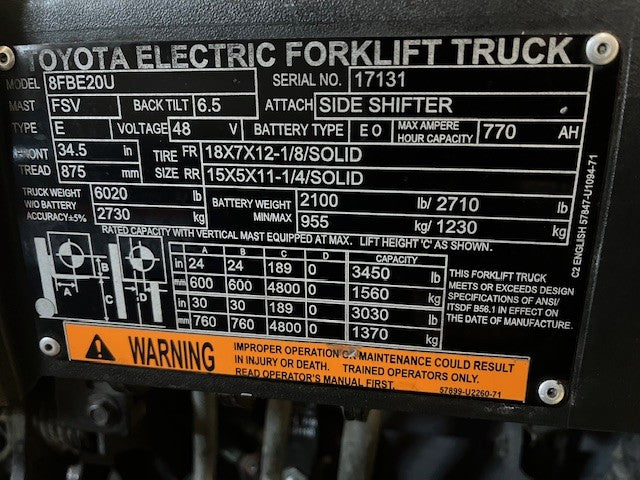 TOYOTA ELECTRIC FORKLIFT TRUCK
MODEL 8FBE20U SERIAL NO. 17131
MAST FSV BACK TILT 6.5 ATTACH SIDE SHIFTER
TYPE E VOLTAGE 48 V BATTERY TYPE E O MAX AMPERE HOUR CAPACITY 770 AH
FRONT 34.5 in TIRE FR 18X7X12-1/8/SOLID
TREAD 875 mm SIZE RR 15X5X11-1/4/SOLID
TRUCK WEIGHT 6020 lb BATTERY WEIGHT 2100 lb/ 2710 lb
W/O BATTERY
ACCURACY±5% 2730 kg MIN/MAX 955 kg/ 1230 kg
RATED CAPACITY WITH VERTICAL MAST EQUIPPED AT MAX. LIFT HEIGHT 'C' AS SHOWN.
A B C D CAPACITY
in 24 24 189 0 3450 lb
mm 600 600 4800 0 1560 kg
in 30 30 189 0 3030 lb
mm 760 760 4800 0 1370 kg
A B C D
THIS FORKLIFT TRUCK
MEETS OR EXCEEDS DESIGN
SPECIFICATIONS OF ANSI/
ITSDF B56.1 IN EFFECT ON
THE DATE OF MANUFACTURE.
C2 ENGLISH 57847-U1094-71
WARNING
IMPROPER OPERATION OR MAINTENANCE COULD RESULT
IN INJURY OR DEATH. TRAINED OPERATORS ONLY.
READ OPERATOR'S MANUAL FIRST.
57899-U2260-71